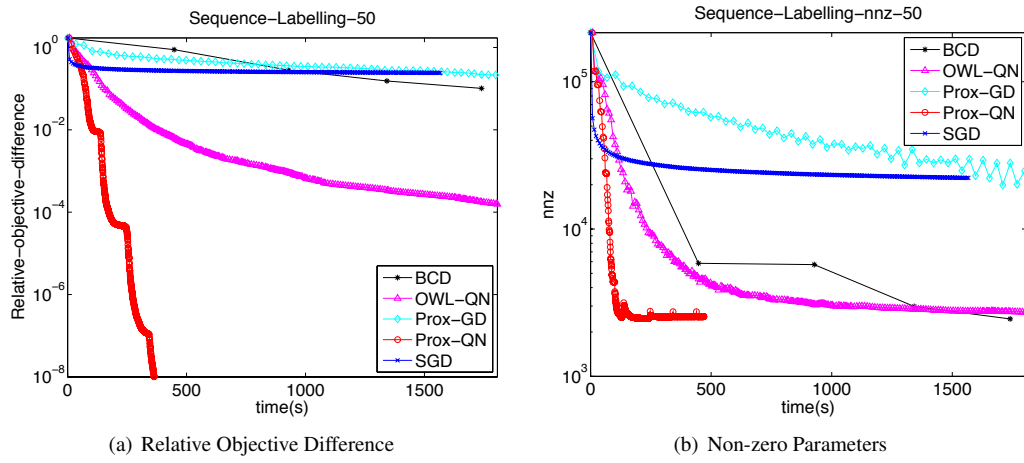 Sequence-Labelling-50
Relative-objective-difference
10^0
10^-2
10^-4
10^-6
10^-8
0
500
1000
1500
time(s)
BCD
OWL-QN
Prox-GD
Prox-QN
SGD
(a) Relative Objective Difference
Sequence-Labelling-nnz-50
nnz
10^5
10^4
10^3
0
500
1000
1500
time(s)
BCD
OWL-QN
Prox-GD
Prox-QN
SGD
(b) Non-zero Parameters